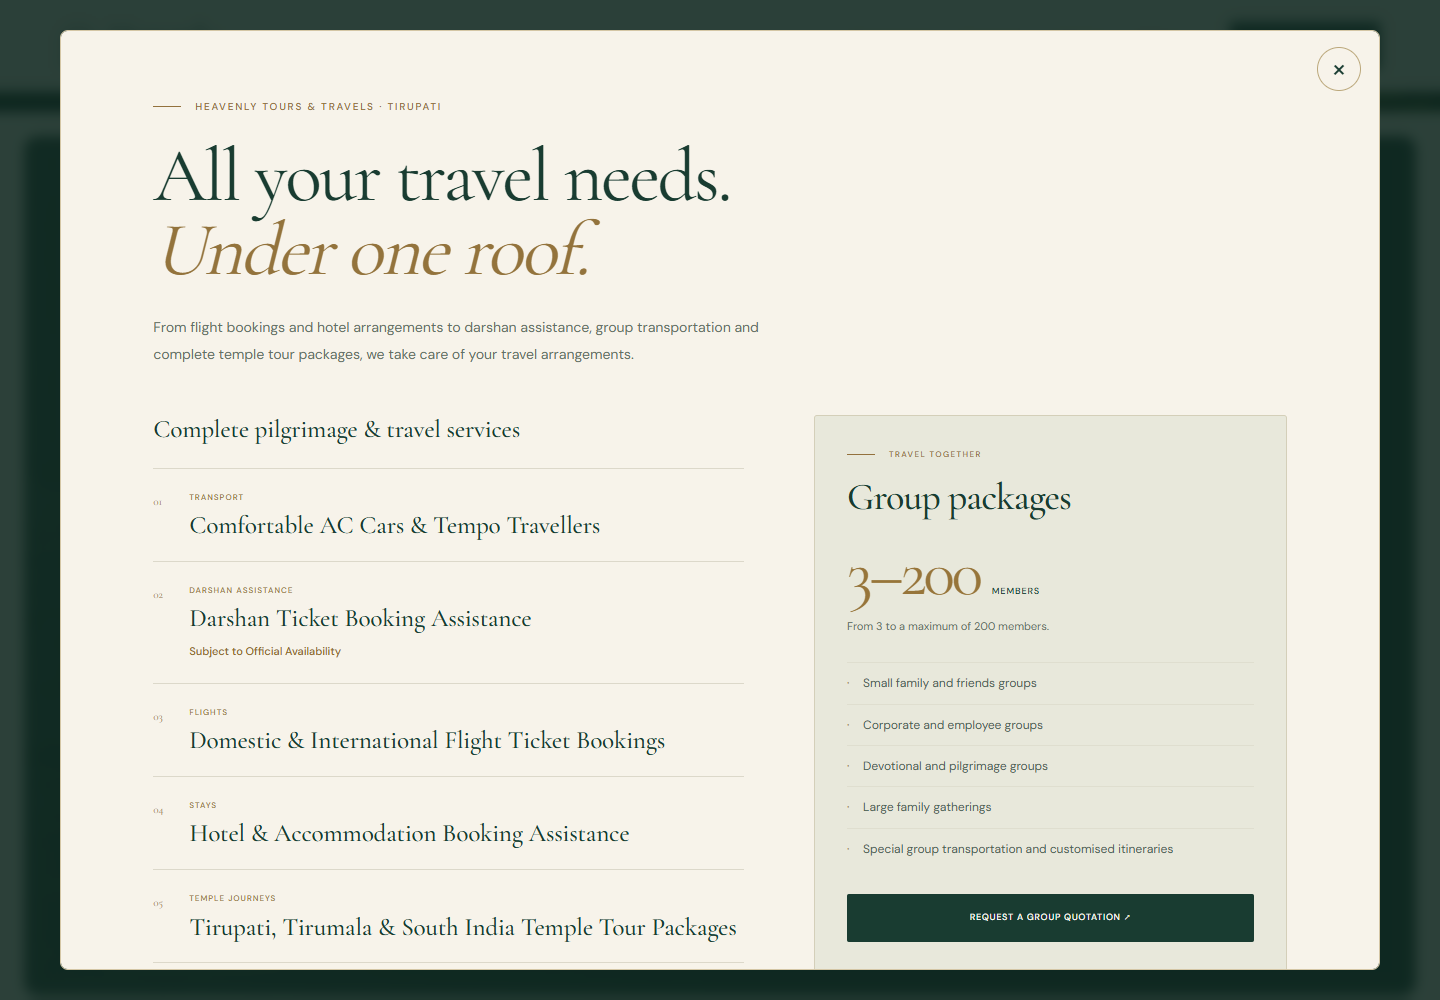 ×
HEAVENLY TOURS & TRAVELS · TIRUPATI
All your travel needs.
Under one roof.
From flight bookings and hotel arrangements to darshan assistance, group transportation and
complete temple tour packages, we take care of your travel arrangements.
Complete pilgrimage & travel services
01
TRANSPORT
Comfortable AC Cars & Tempo Travellers
02
DARSHAN ASSISTANCE
Darshan Ticket Booking Assistance
Subject to Official Availability
03
FLIGHTS
Domestic & International Flight Ticket Bookings
04
STAYS
Hotel & Accommodation Booking Assistance
05
TEMPLE JOURNEYS
Tirupati, Tirumala & South India Temple Tour Packages
TRAVEL TOGETHER
Group packages
3–200 MEMBERS
From 3 to a maximum of 200 members.
· Small family and friends groups
· Corporate and employee groups
· Devotional and pilgrimage groups
· Large family gatherings
· Special group transportation and customised itineraries
REQUEST A GROUP QUOTATION ↗